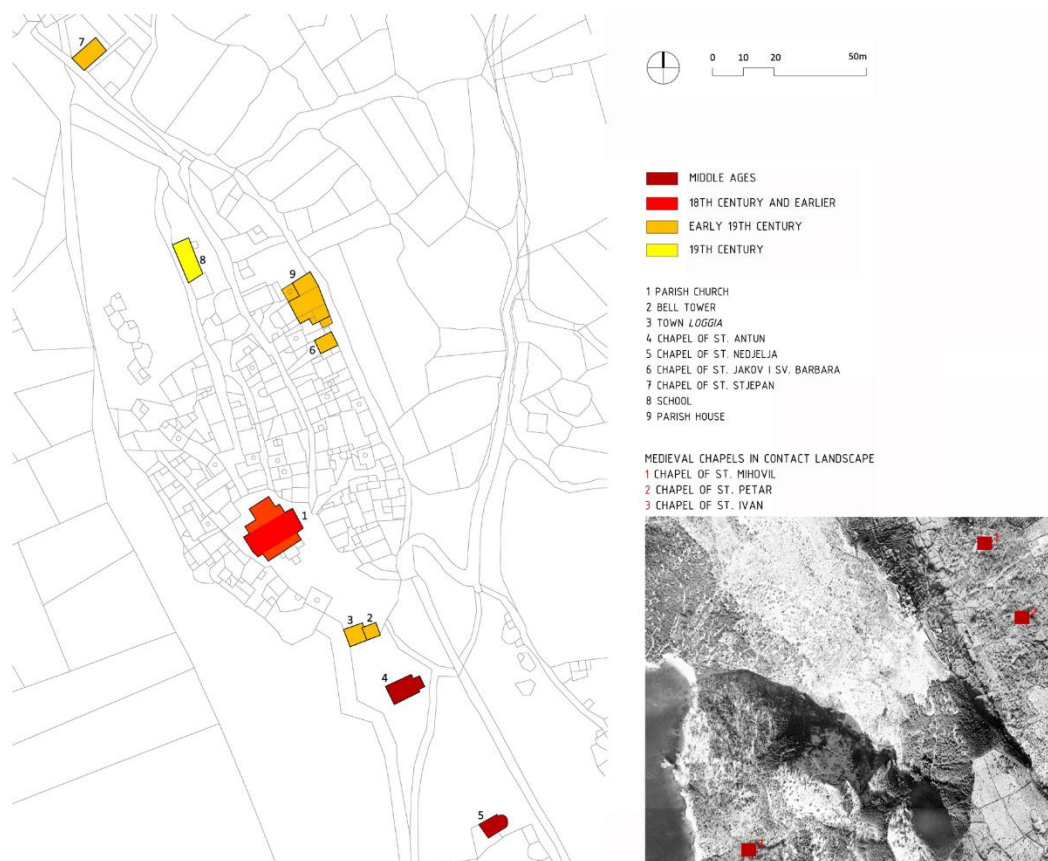 7
0 10 20 50m
MIDDLE AGES
18TH CENTURY AND EARLIER
EARLY 19TH CENTURY
19TH CENTURY
8
9
6
1
3 2
4
5
1 PARISH CHURCH
2 BELL TOWER
3 TOWN LOGGIA
4 CHAPEL OF ST. ANTUN
5 CHAPEL OF ST. NEDJELJA
6 CHAPEL OF ST. JAKOV I SV. BARBARA
7 CHAPEL OF ST. STJEPAN
8 SCHOOL
9 PARISH HOUSE
MEDIEVAL CHAPELS IN CONTACT LANDSCAPE
1 CHAPEL OF ST. MIHOVIL
2 CHAPEL OF ST. PETAR
3 CHAPEL OF ST. IVAN
1
2
3